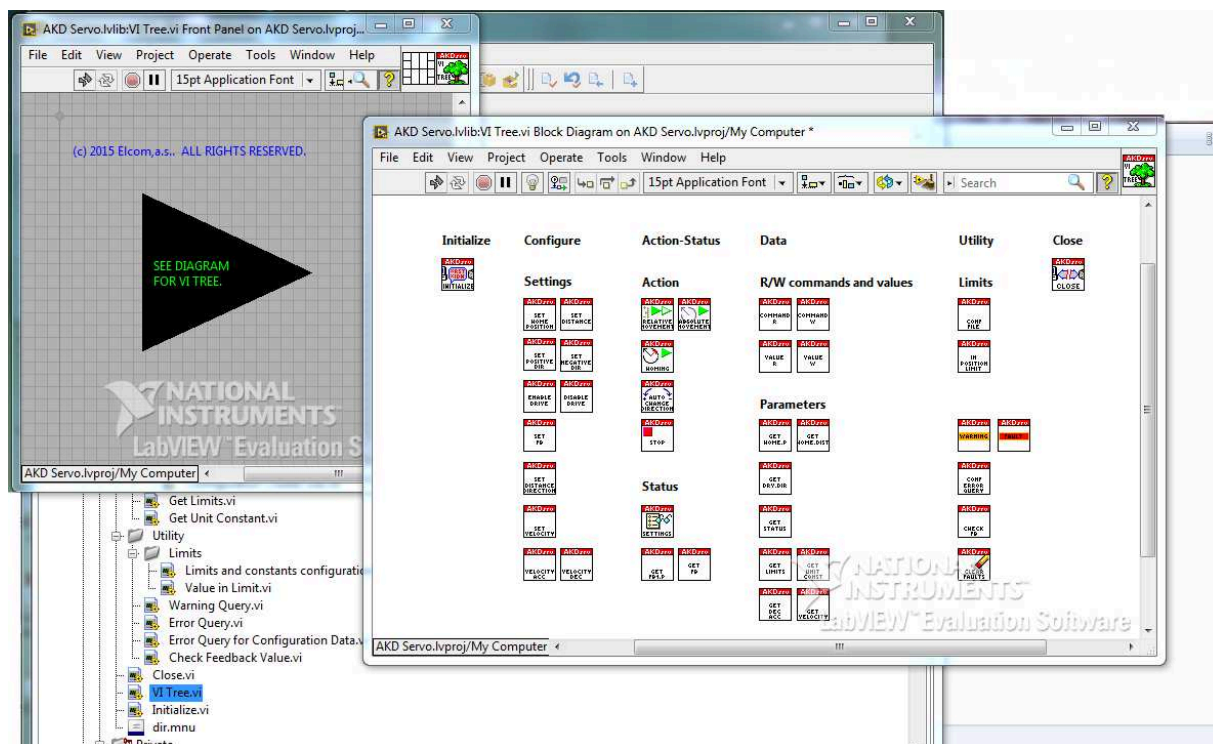 AKD Servo.lvlib:VI Tree.vi Front Panel on AKD Servo.lvproj...
File Edit View Project Operate Tools Window Help
15pt Application Font
(c) 2015 Elcom,a.s.. ALL RIGHTS RESERVED.
SEE DIAGRAM
FOR VI TREE.
NATIONAL
INSTRUMENTS
LabVIEW Evaluation S
AKD Servo.lvproj/My Computer
Get Limits.vi
Get Unit Constant.vi
Utility
Limits
Limits and constants configuratio
Value in Limit.vi
Warning Query.vi
Error Query.vi
Error Query for Configuration Data.v
Check Feedback Value.vi
Close.vi
VI Tree.vi
Initialize.vi
dir.mnu
Private
AKD Servo.lvlib:VI Tree.vi Block Diagram on AKD Servo.lvproj/My Computer *
File Edit View Project Operate Tools Window Help
15pt Application Font Search
Initialize Configure Action-Status Data Utility Close
INITIALIZE CLOSE
Settings Action R/W commands and values Limits
SET HOME POSITION
SET DISTANCE
RELATIVE MOVEMENT
ABSOLUTE MOVEMENT
COMMAND R
COMMAND W
CONF FILE
SET POSITIVE DIR
SET NEGATIVE DIR
HOMING
VALUE R
VALUE W
IN POSITION LIMIT
ENABLE DRIVE
DISABLE DRIVE
AUTO CHANGE DIRECTION
Parameters
SET FD
STOP
GET HOME.P
GET HOME.DIST
WARNING
FAULT
Status
SET DISTANCE DIRECTION
GET DRV.DIR
CONF ERROR QUERY
SET VELOCITY
SETTINGS
GET STATUS
CHECK FD
VELOCITY ACC
VELOCITY DEC
GET FD
GET LIMITS
GET UNIT CONST
CLEAR FAULTS
GET DEC ACC
GET VELOCITY
NATIONAL
INSTRUMENTS
LabVIEW Evaluation Software
AKD Servo.lvproj/My Computer